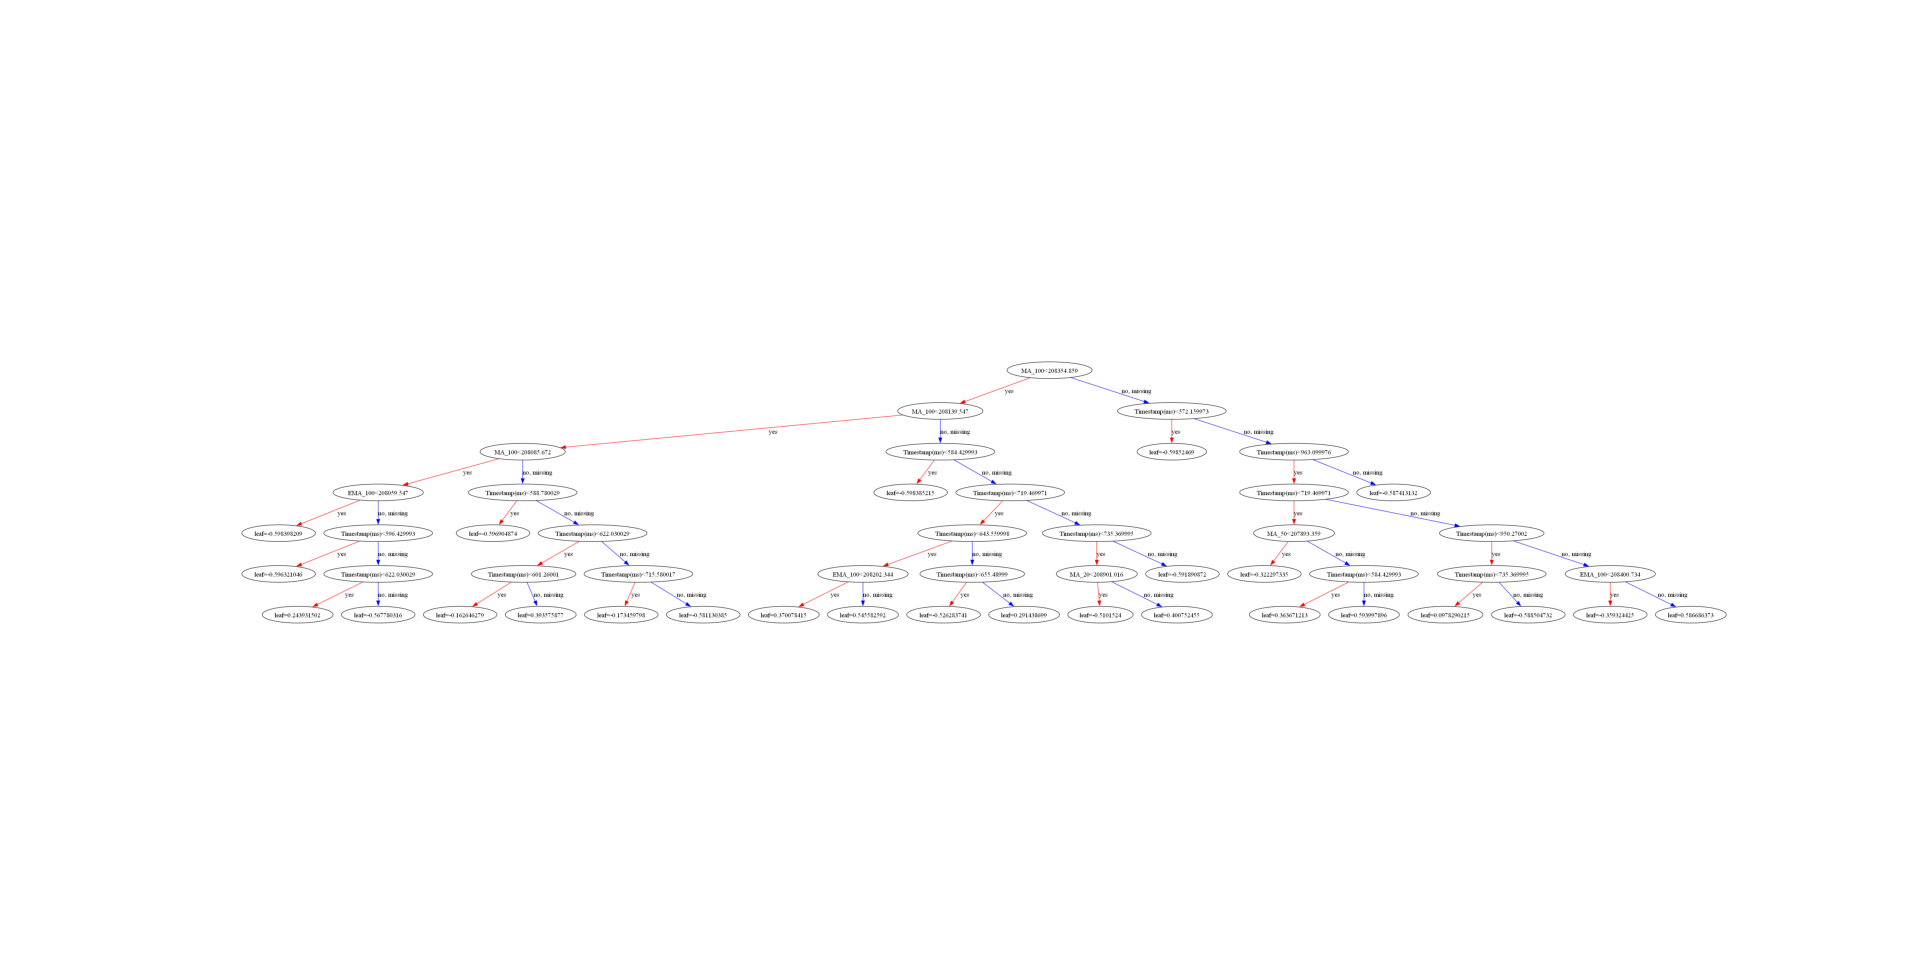 MA_100<208354.859
yes
no, missing
MA_100<208139.547
Timestamp(ms)<572.159973
yes
no, missing
yes
no, missing
MA_100<208085.672
Timestamp(ms)<584.429993
leaf=-0.59852469
Timestamp(ms)<963.099976
yes
no, missing
yes
no, missing
yes
no, missing
EMA_100<208059.547
Timestamp(ms)<588.780029
leaf=-0.598385215
Timestamp(ms)<719.469971
Timestamp(ms)<719.469971
leaf=-0.587413132
yes
no, missing
yes
no, missing
yes
no, missing
yes
no, missing
leaf=-0.598398209
Timestamp(ms)<596.429993
leaf=-0.596904874
Timestamp(ms)<622.030029
Timestamp(ms)<643.539998
Timestamp(ms)<735.369995
MA_50<207893.359
Timestamp(ms)<950.27002
yes
no, missing
yes
no, missing
yes
no, missing
yes
no, missing
yes
no, missing
yes
no, missing
leaf=-0.596321046
Timestamp(ms)<622.030029
Timestamp(ms)<601.26001
Timestamp(ms)<715.580017
EMA_100<208202.344
Timestamp(ms)<655.48999
MA_20<208901.016
leaf=-0.591890872
leaf=-0.322297335
Timestamp(ms)<584.429993
Timestamp(ms)<735.369995
EMA_100<208400.734
yes
no, missing
yes
no, missing
yes
no, missing
yes
no, missing
yes
no, missing
yes
no, missing
yes
no, missing
yes
no, missing
yes
no, missing
leaf=0.243931502
leaf=-0.567780316
leaf=-0.162646279
leaf=0.393575877
leaf=-0.173459798
leaf=-0.581130385
leaf=0.370078415
leaf=0.545582592
leaf=-0.526283741
leaf=0.291438699
leaf=-0.5101524
leaf=0.400752455
leaf=0.363671213
leaf=0.593997896
leaf=0.0978290215
leaf=-0.588504732
leaf=-0.359324425
leaf=0.586686373